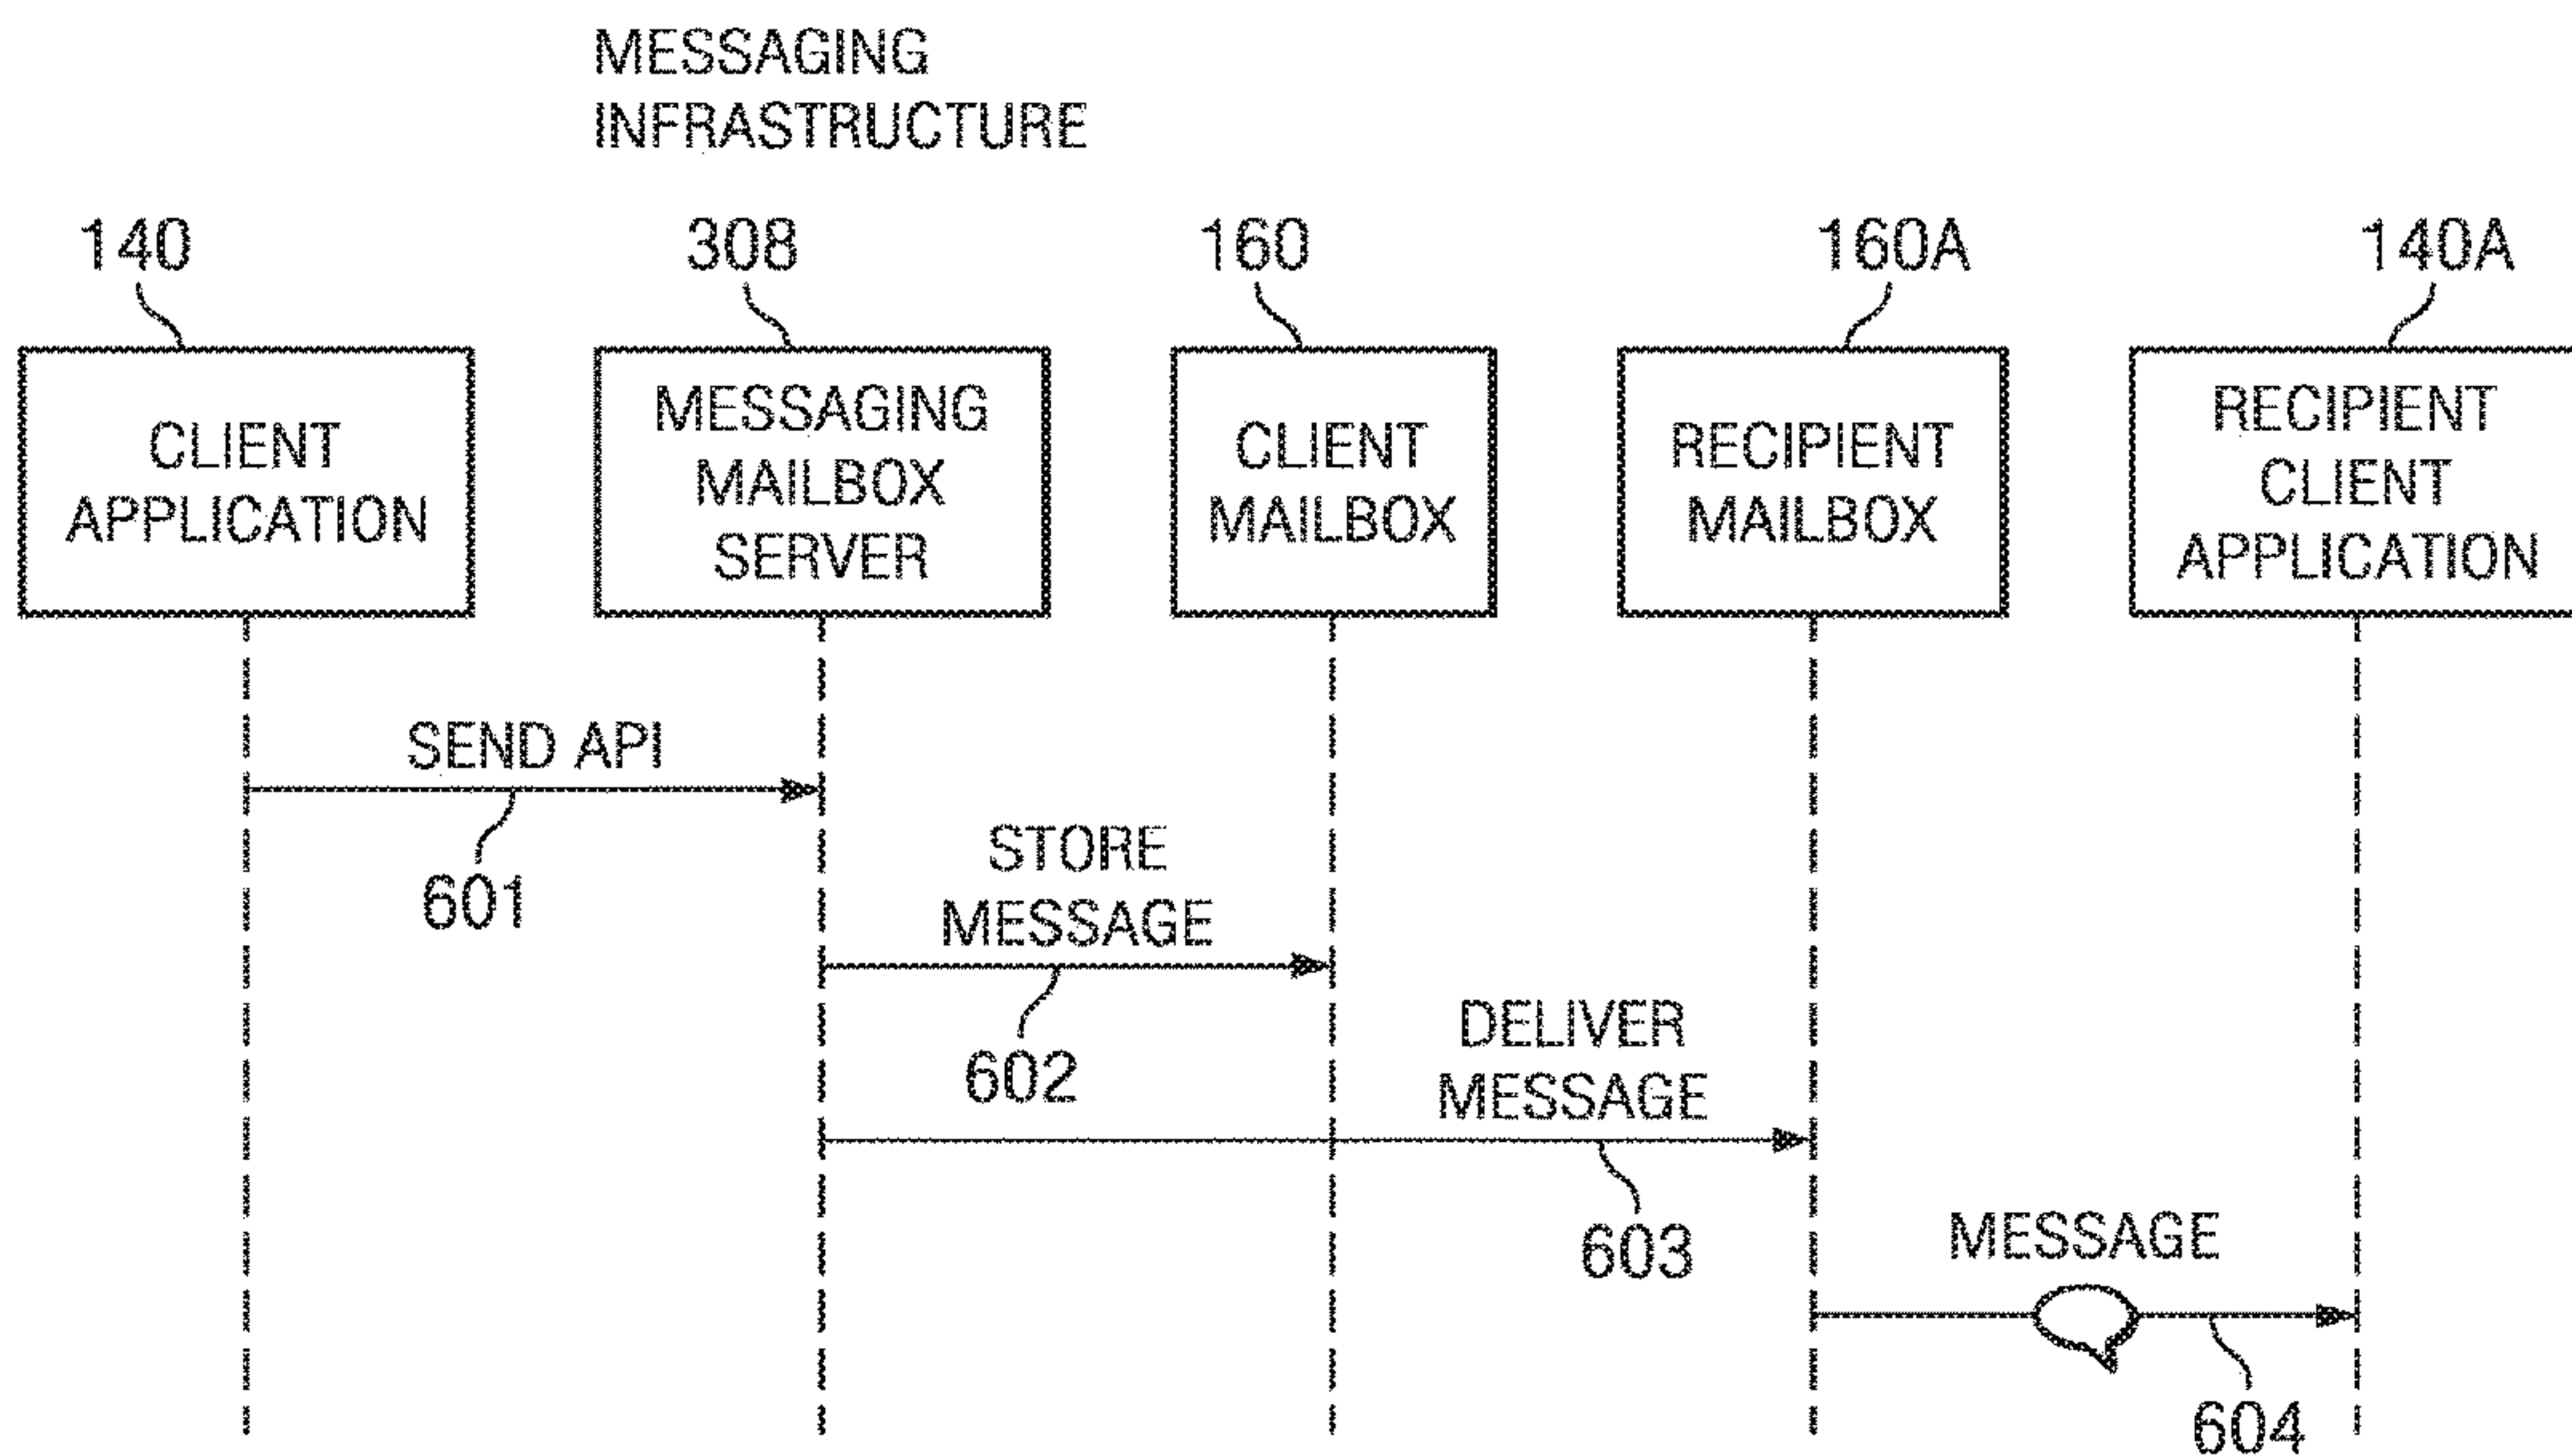 MESSAGING
INFRASTRUCTURE
140
308
160
160A
140A
CLIENT
APPLICATION
MESSAGING
MAILBOX
SERVER
CLIENT
MAILBOX
RECIPIENT
MAILBOX
RECIPIENT
CLIENT
APPLICATION
SEND API
601
STORE
MESSAGE
602
DELIVER
MESSAGE
603
MESSAGE
604